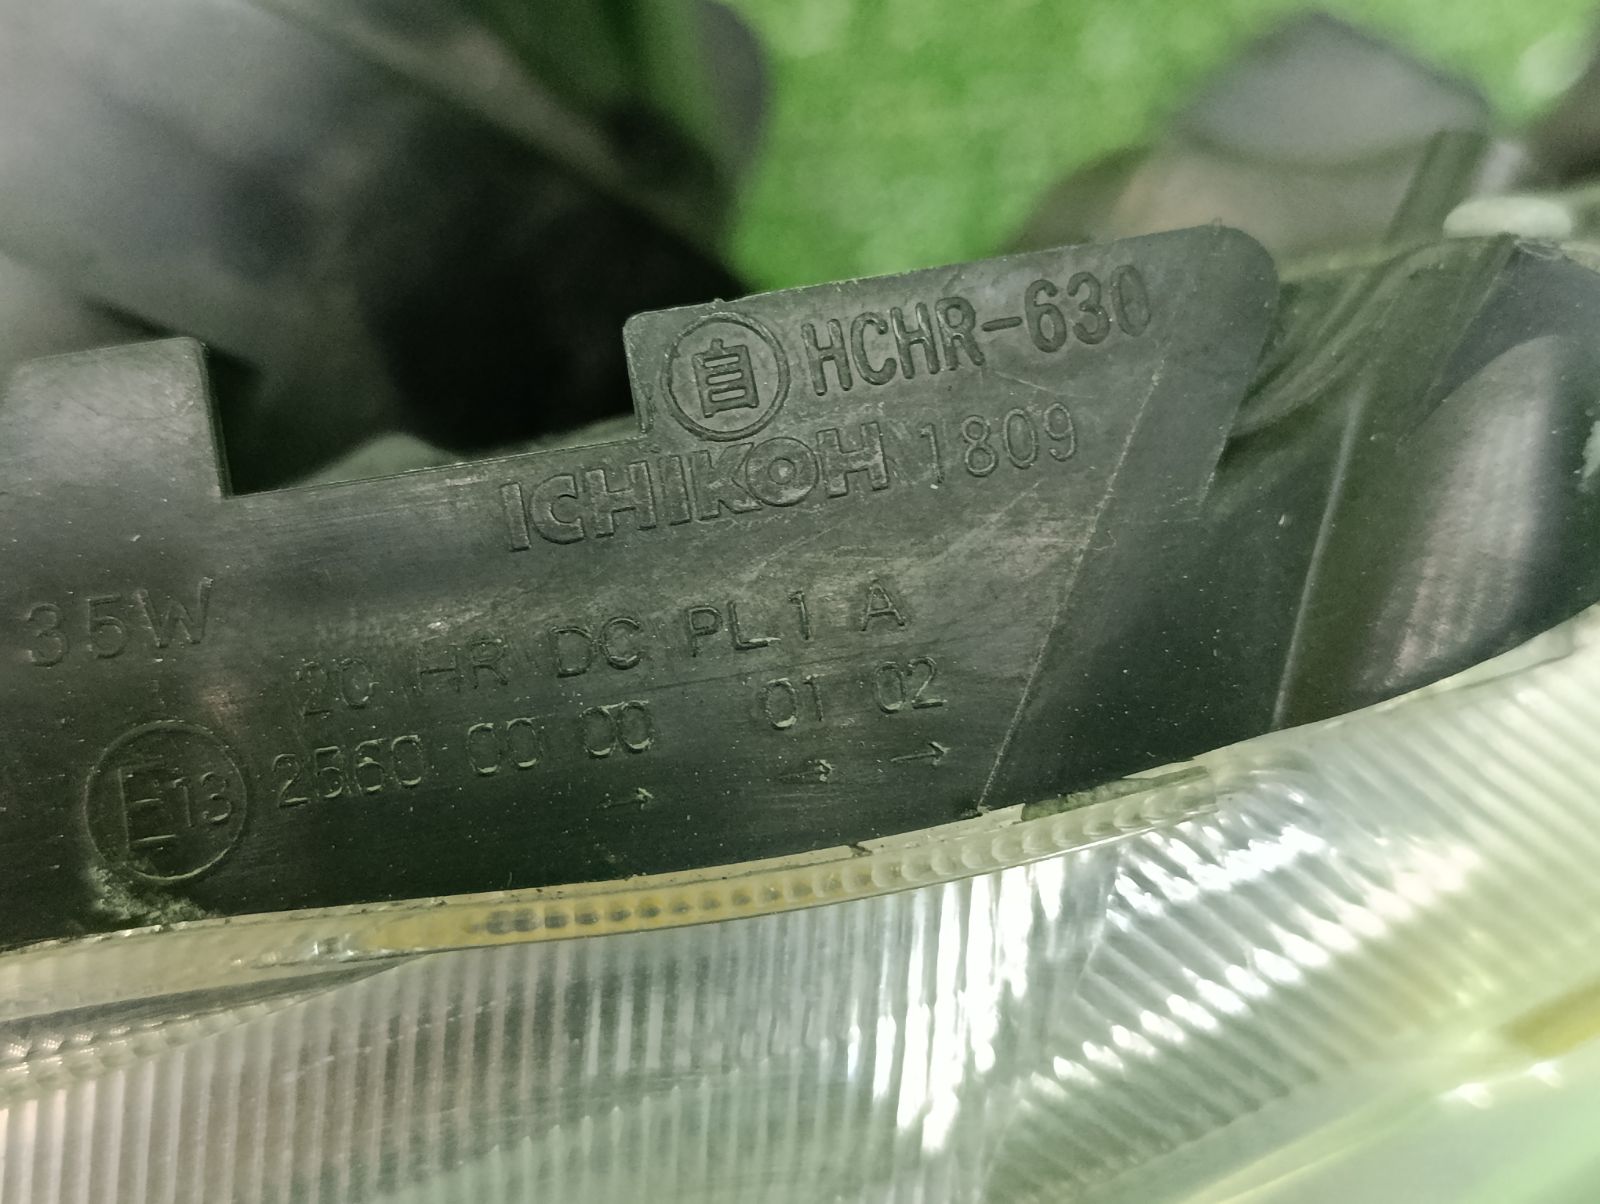 自 HCHR-630
ICHIKOH 1809
35W
20 HR DC PL 1 A
E13 2560 00 00 01 02
→ → →